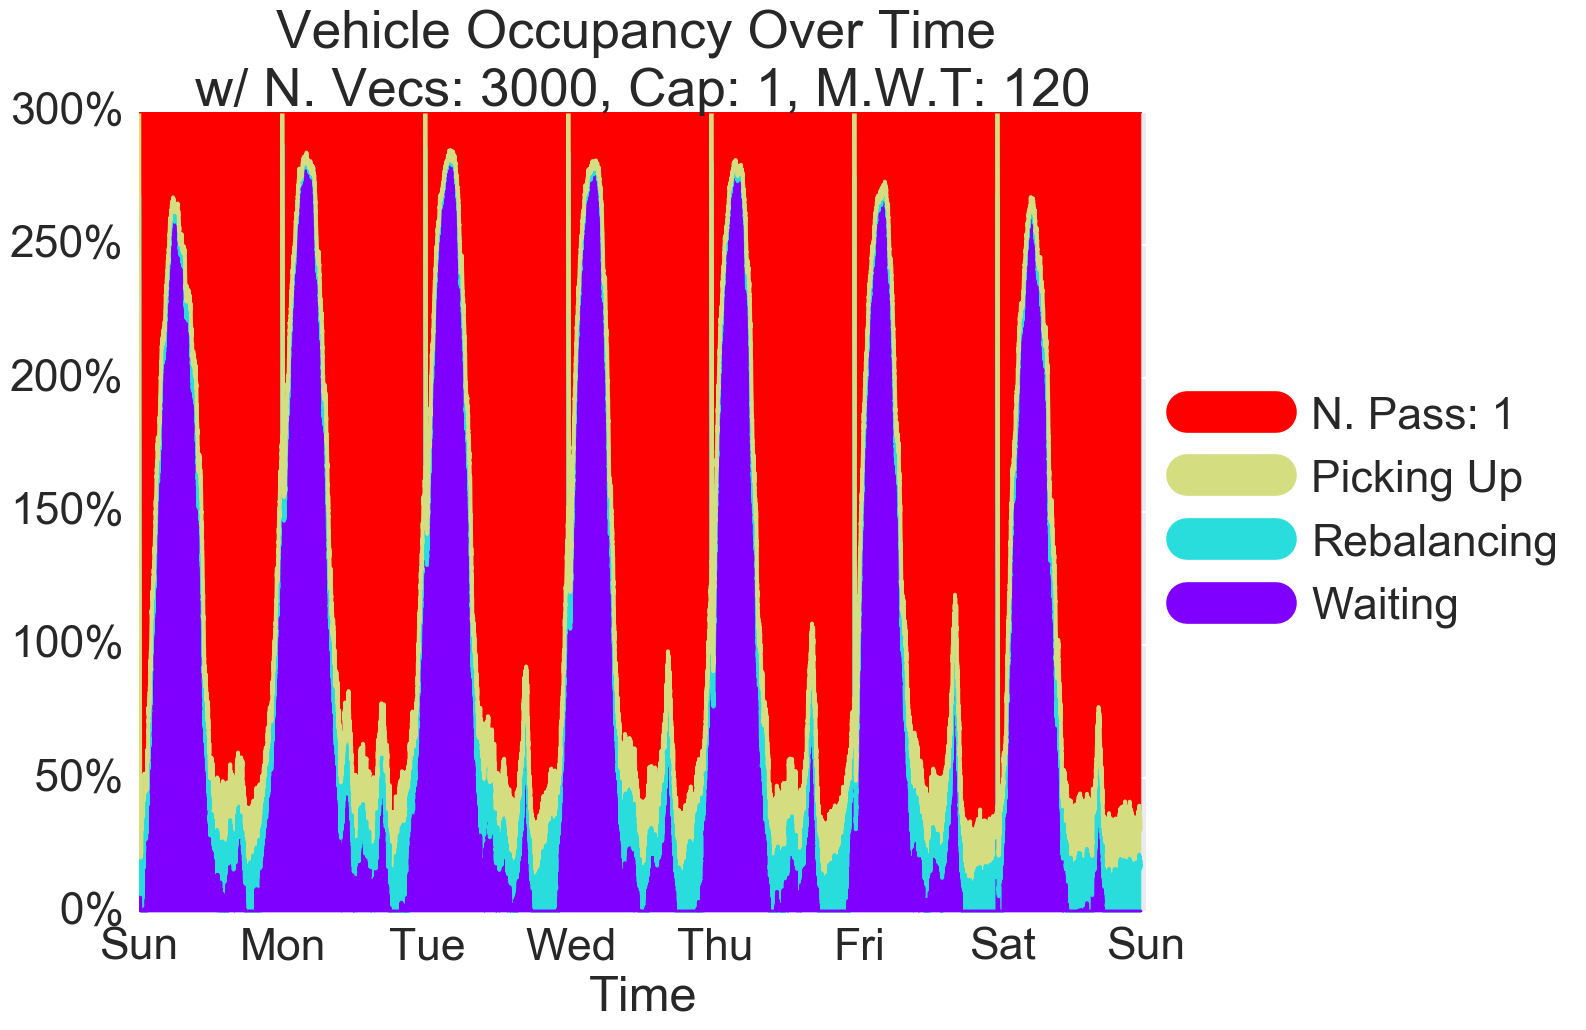 Vehicle Occupancy Over Time
w/ N. Vecs: 3000, Cap: 1, M.W.T: 120
300%
250%
200%
150%
100%
50%
0%
N. Pass: 1
Picking Up
Rebalancing
Waiting
Sun Mon Tue Wed Thu Fri Sat Sun
Time